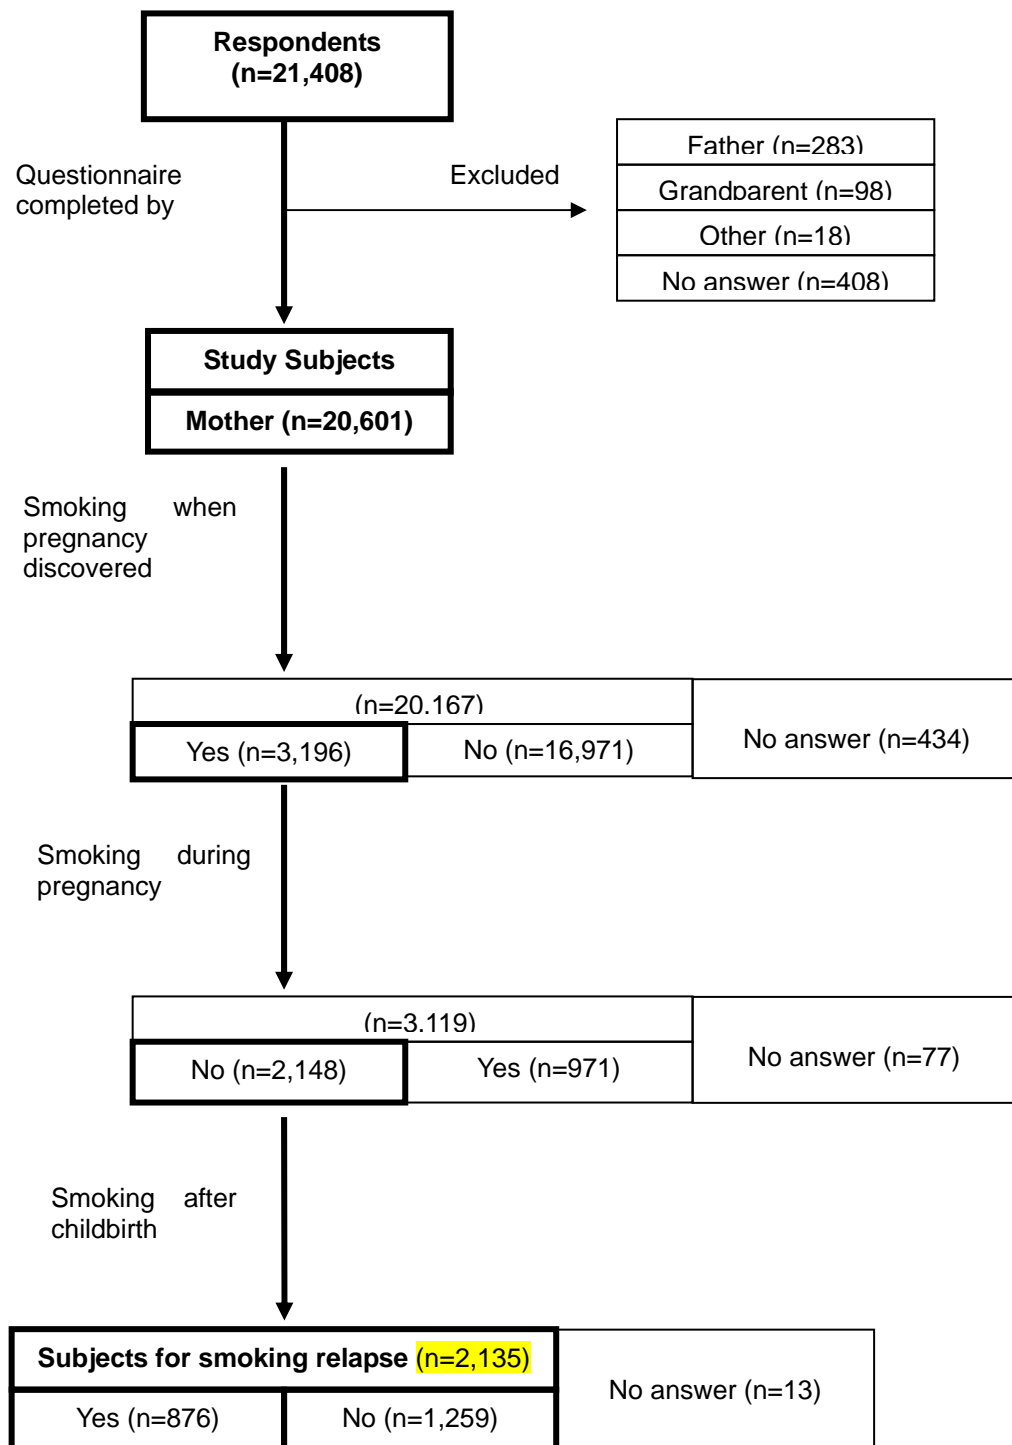 Respondents
(n=21,408)
Questionnaire
completed by
Excluded
Father (n=283)
Grandparent (n=98)
Other (n=18)
No answer (n=408)
Study Subjects
Mother (n=20,601)
Smoking when
pregnancy
discovered
(n=20.167)
Yes (n=3,196)
No (n=16,971)
No answer (n=434)
Smoking during
pregnancy
(n=3.119)
No (n=2,148)
Yes (n=971)
No answer (n=77)
Smoking after
childbirth
Subjects for smoking relapse (n=2,135)
No answer (n=13)
Yes (n=876)
No (n=1,259)